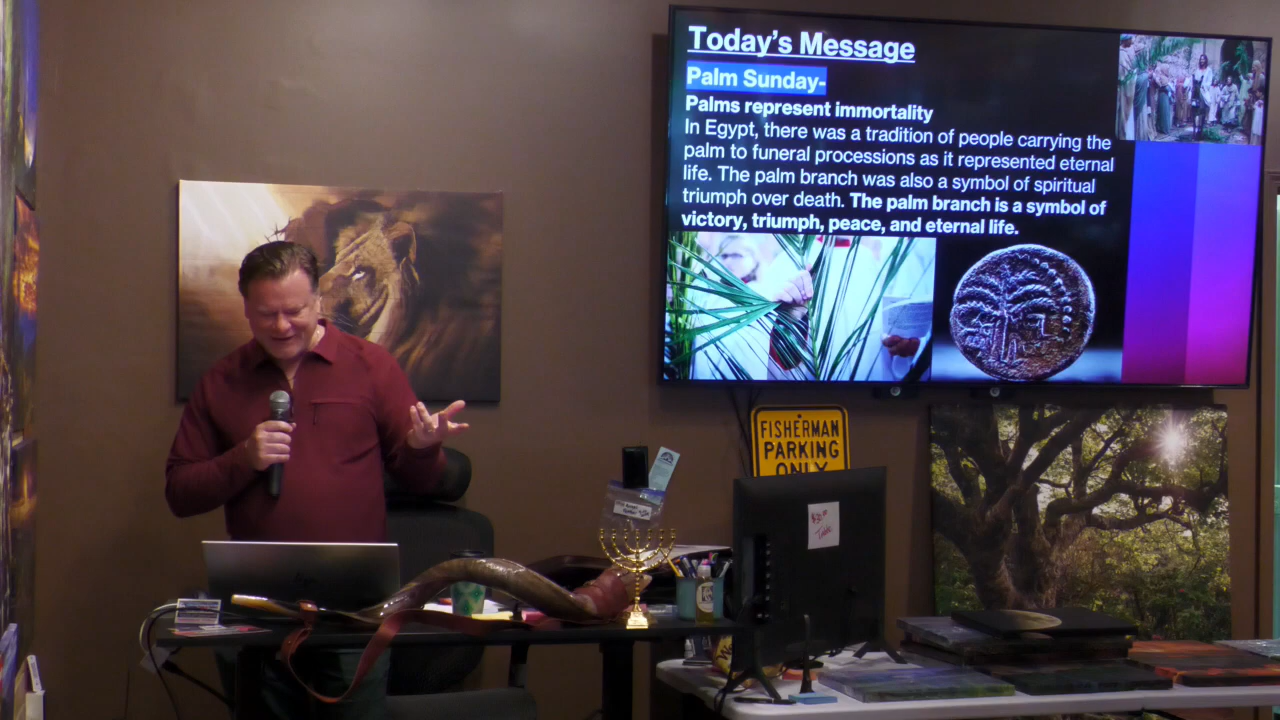 Today's Message
Palm Sunday-
Palms represent immortality
In Egypt, there was a tradition of people carrying the
palm to funeral processions as it represented eternal
life. The palm branch was also a symbol of spiritual
triumph over death. The palm branch is a symbol of
victory, triumph, peace, and eternal life.
FISHERMAN
PARKING
ONLY